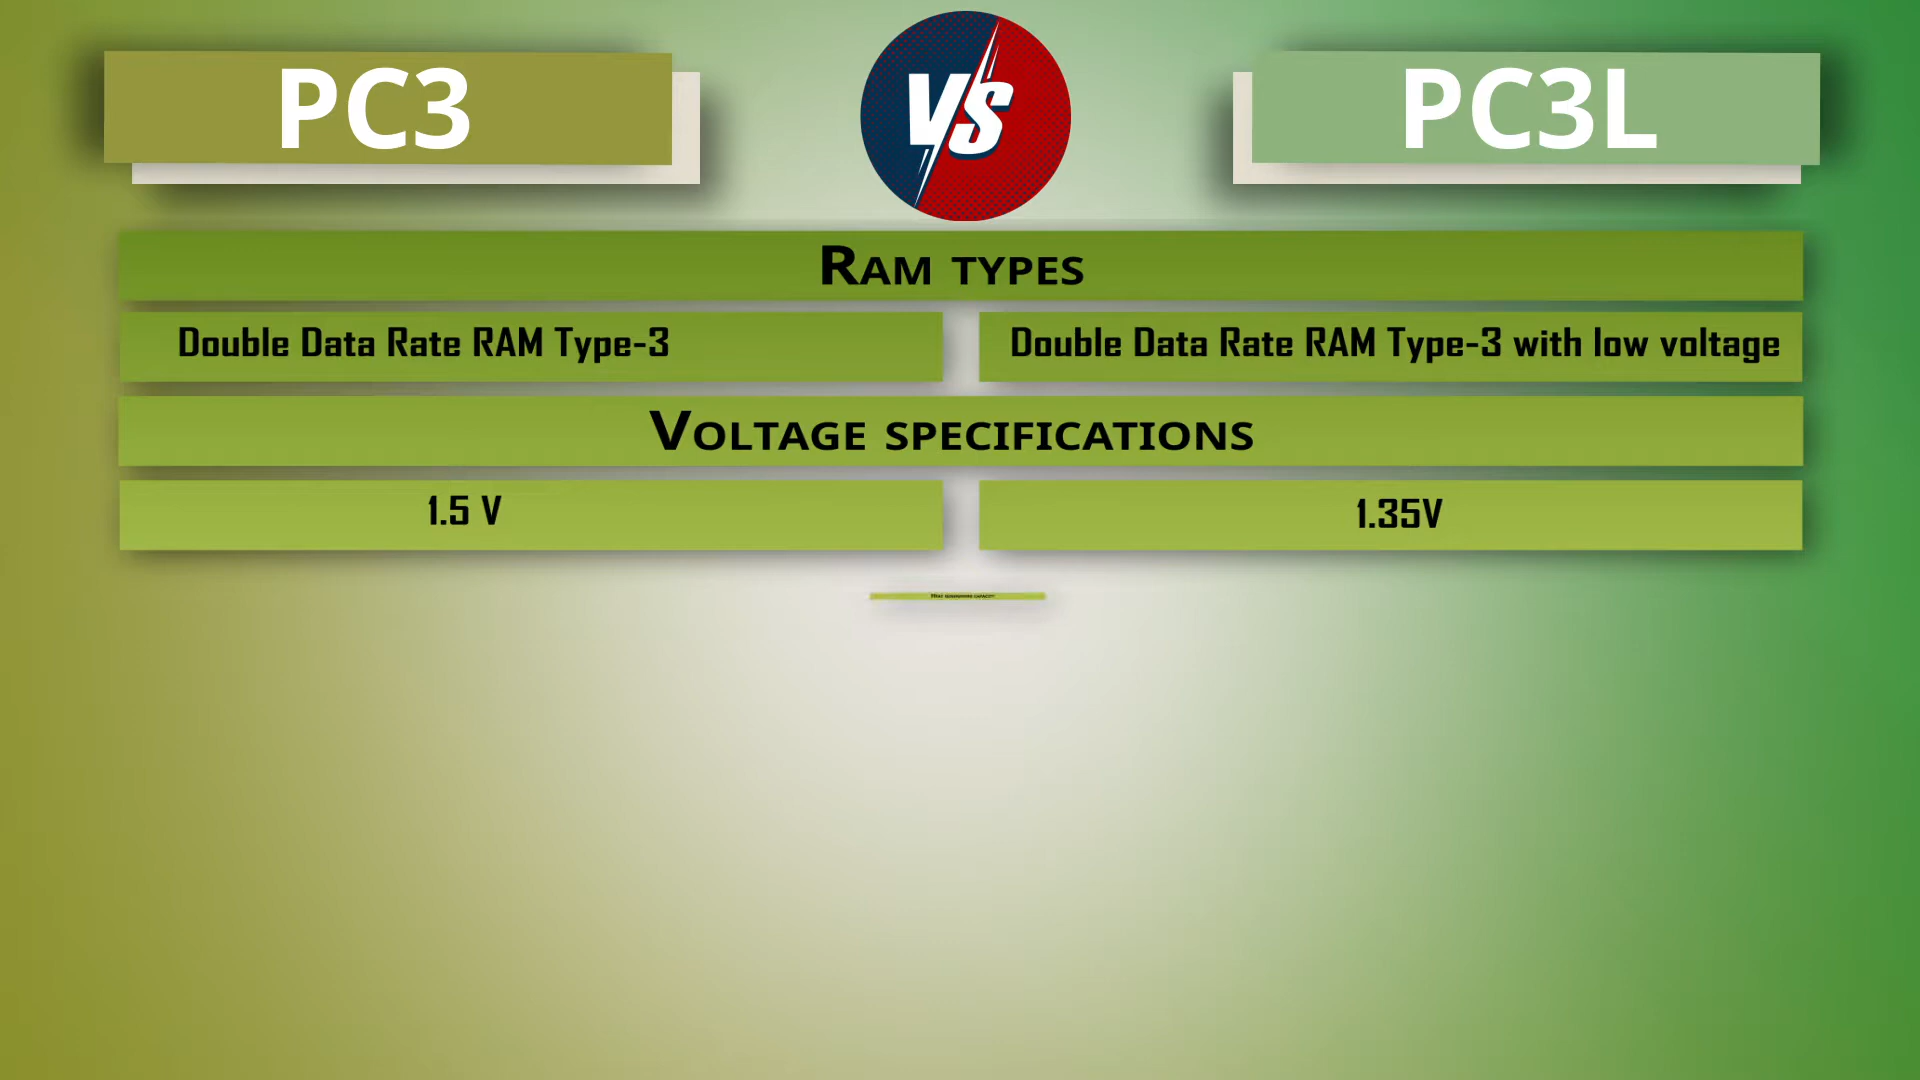 PC3
VS
PC3L
RAM TYPES
Double Data Rate RAM Type-3
Double Data Rate RAM Type-3 with low voltage
VOLTAGE SPECIFICATIONS
1.5 V
1.35V